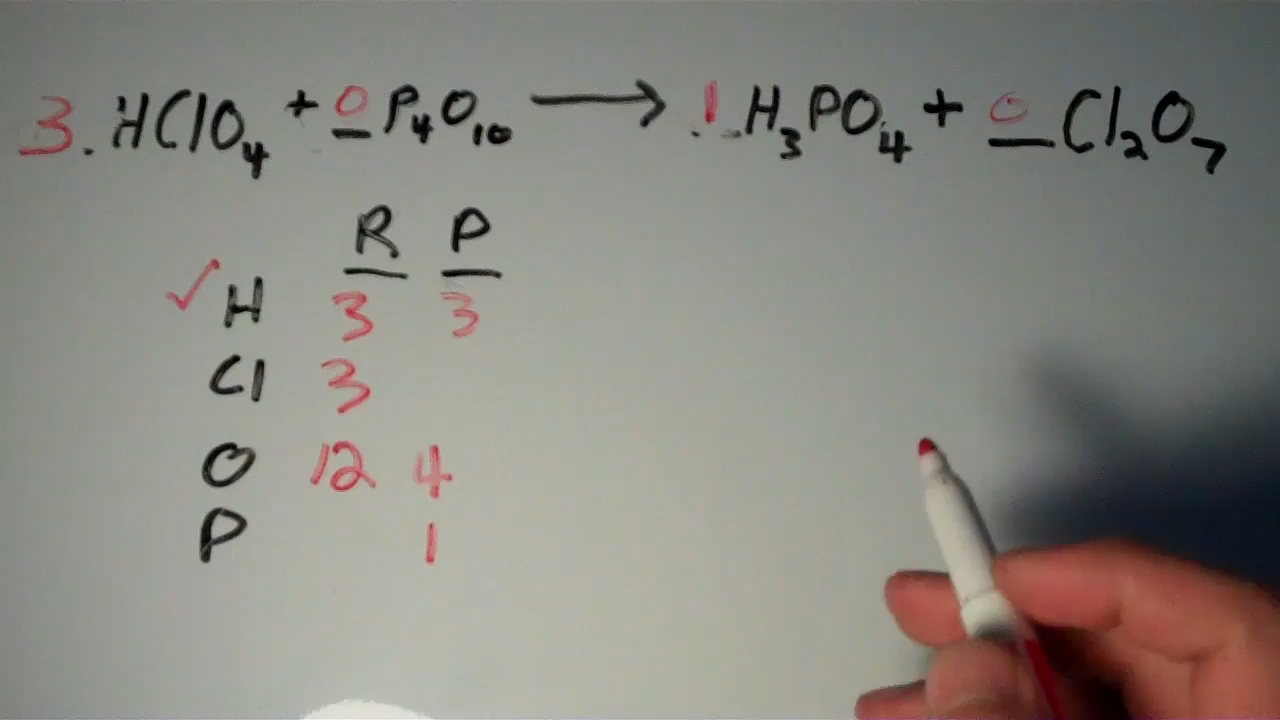 3. HClO₄ + 0 P₄O₁₀ → 1 H₃PO₄ + 0 Cl₂O₇
R P
✓ H 3 3
Cl 3
O 12 4
P 1